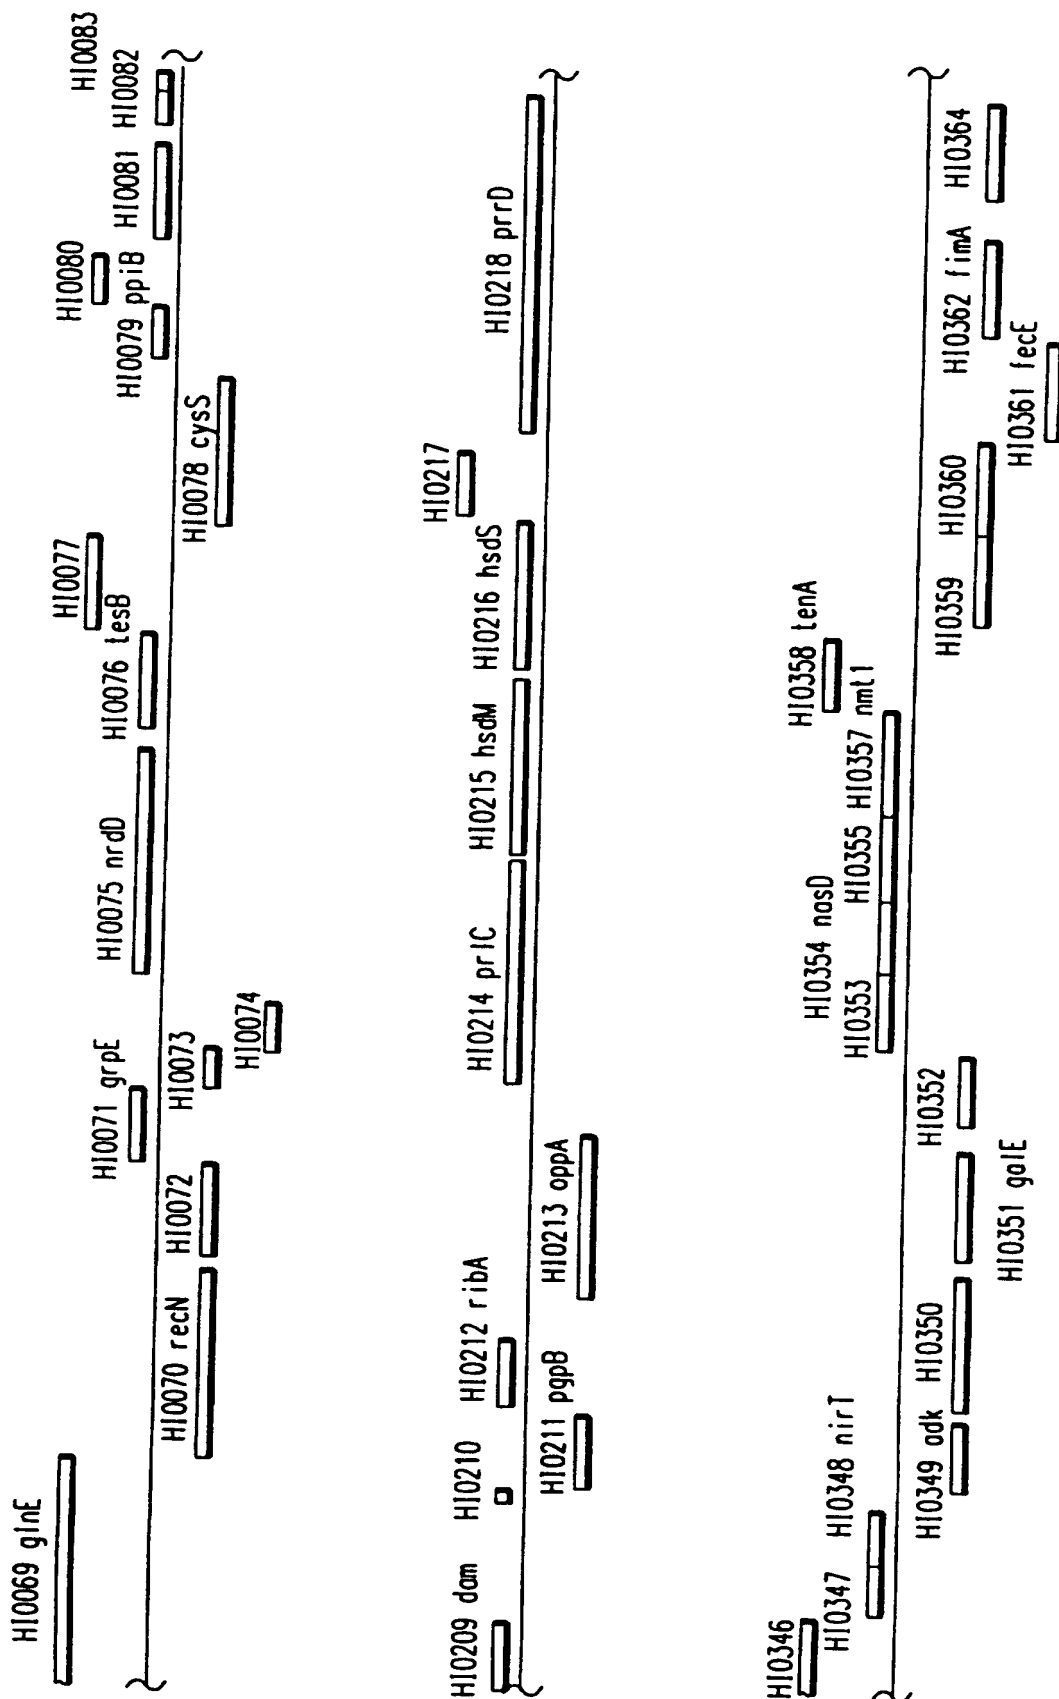 HI0069 glnE
HI0070 recN
HI0072
HI0071 grpE
HI0073
HI0074
HI0075 nrdD
HI0076 tesB
HI0077
HI0078 cysS
HI0079 ppiB
HI0080
HI0081
HI0082
HI0083
HI0209 dam
HI0210
HI0211 pgpB
HI0212 ribA
HI0213 oppA
HI0214 prlC
HI0215 hsdM
HI0216 hsdS
HI0217
HI0218 prrD
HI0346
HI0347
HI0348 nirT
HI0349 adk
HI0350
HI0351 galE
HI0352
HI0353
HI0354 nasD
HI0355
HI0357 nmt1
HI0358 tenA
HI0359
HI0360
HI0361 fecE
HI0362 fimA
HI0364